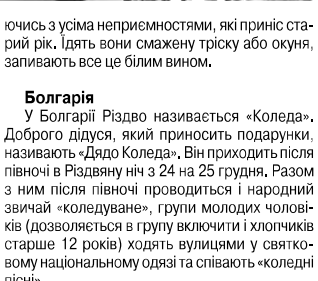 ючись з усіма неприємностями, які приніс ста-
рий рік. Їдять вони смажену тріску або окуня,
запивають все це білим вином.
Болгарія
У Болгарії Різдво називається «Коледа».
Доброго дідуся, який приносить подарунки,
називають «Дядо Коледа». Він приходить після
півночі в Різдвяну ніч з 24 на 25 грудня. Разом
з ним після півночі проводиться і народний
звичай «коледуване», групи молодих чолові-
ків (дозволяється в групу включити і хлопчиків
старше 12 років) ходять вулицями у святко-
вому національному одязі та співають «коледні
пісні»